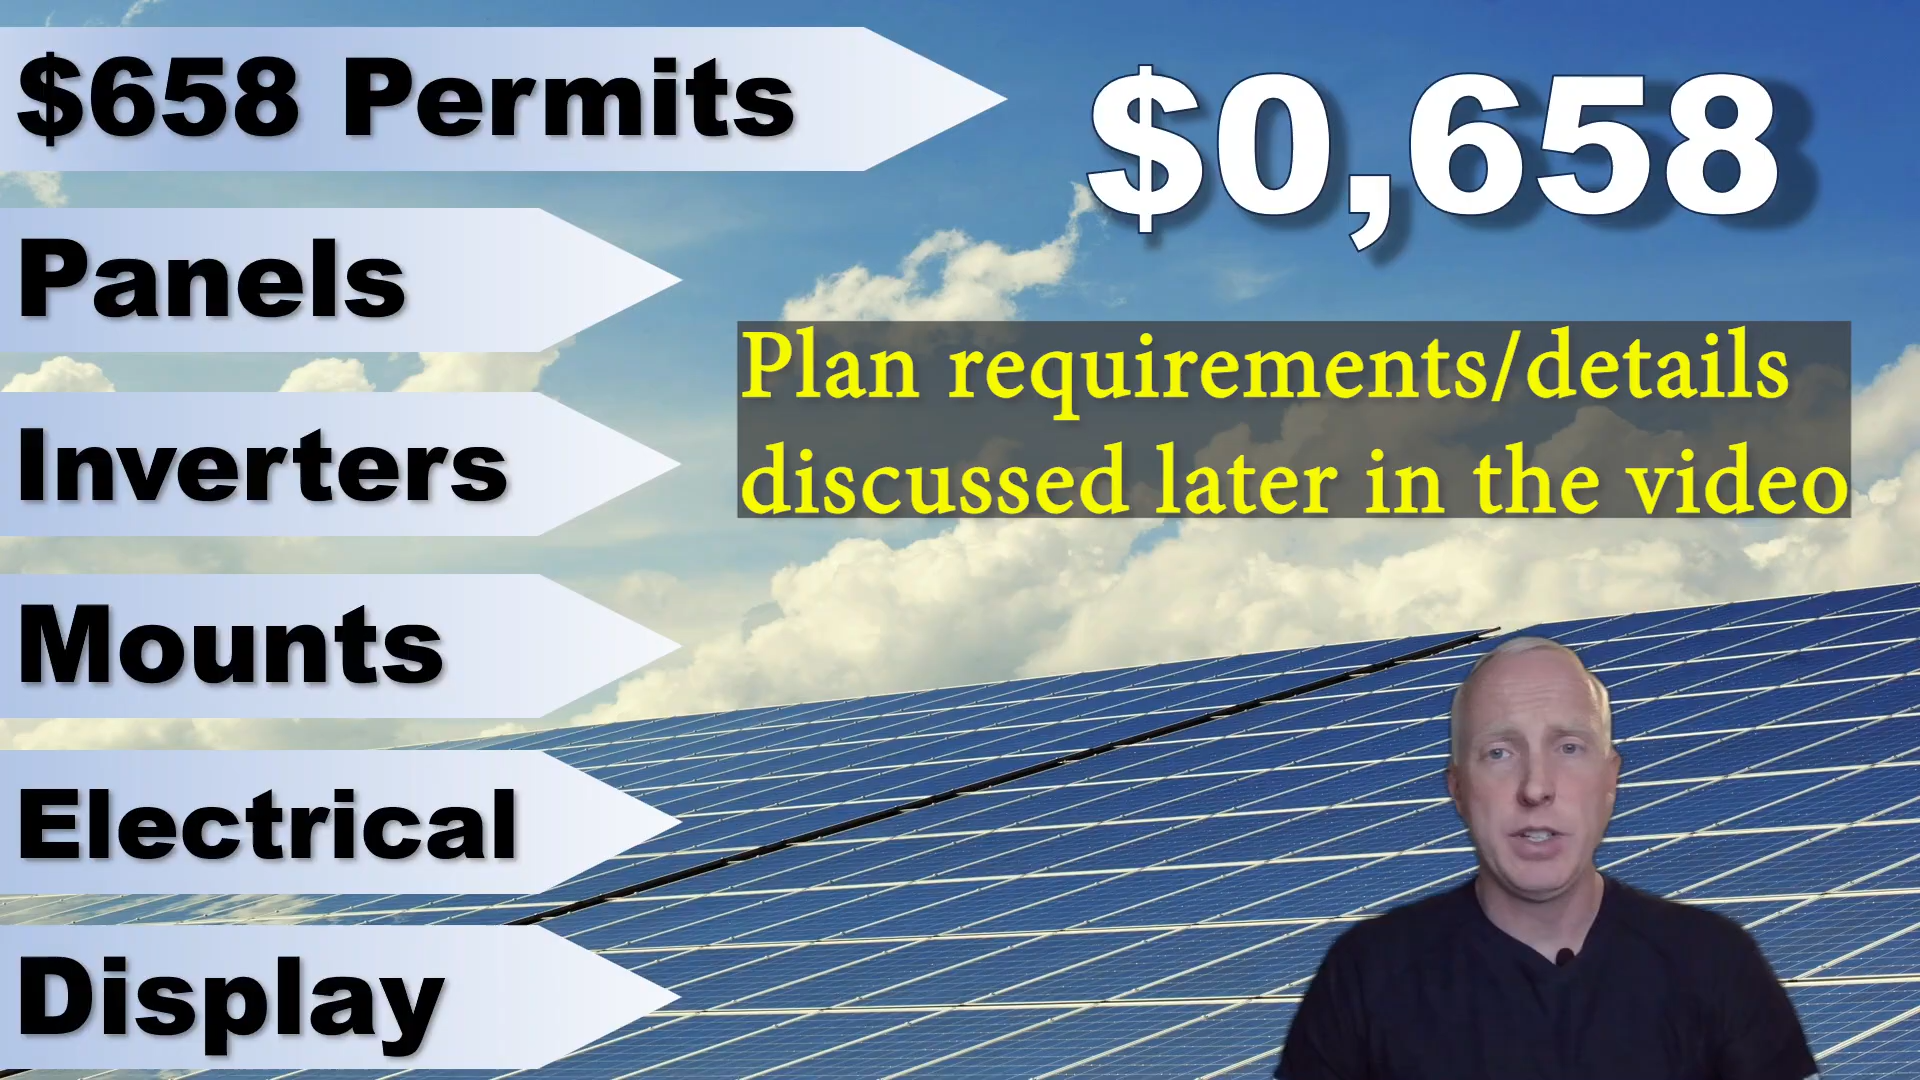 $658 Permits
$0,658
Panels
Plan requirements/details
discussed later in the video
Inverters
Mounts
Electrical
Display